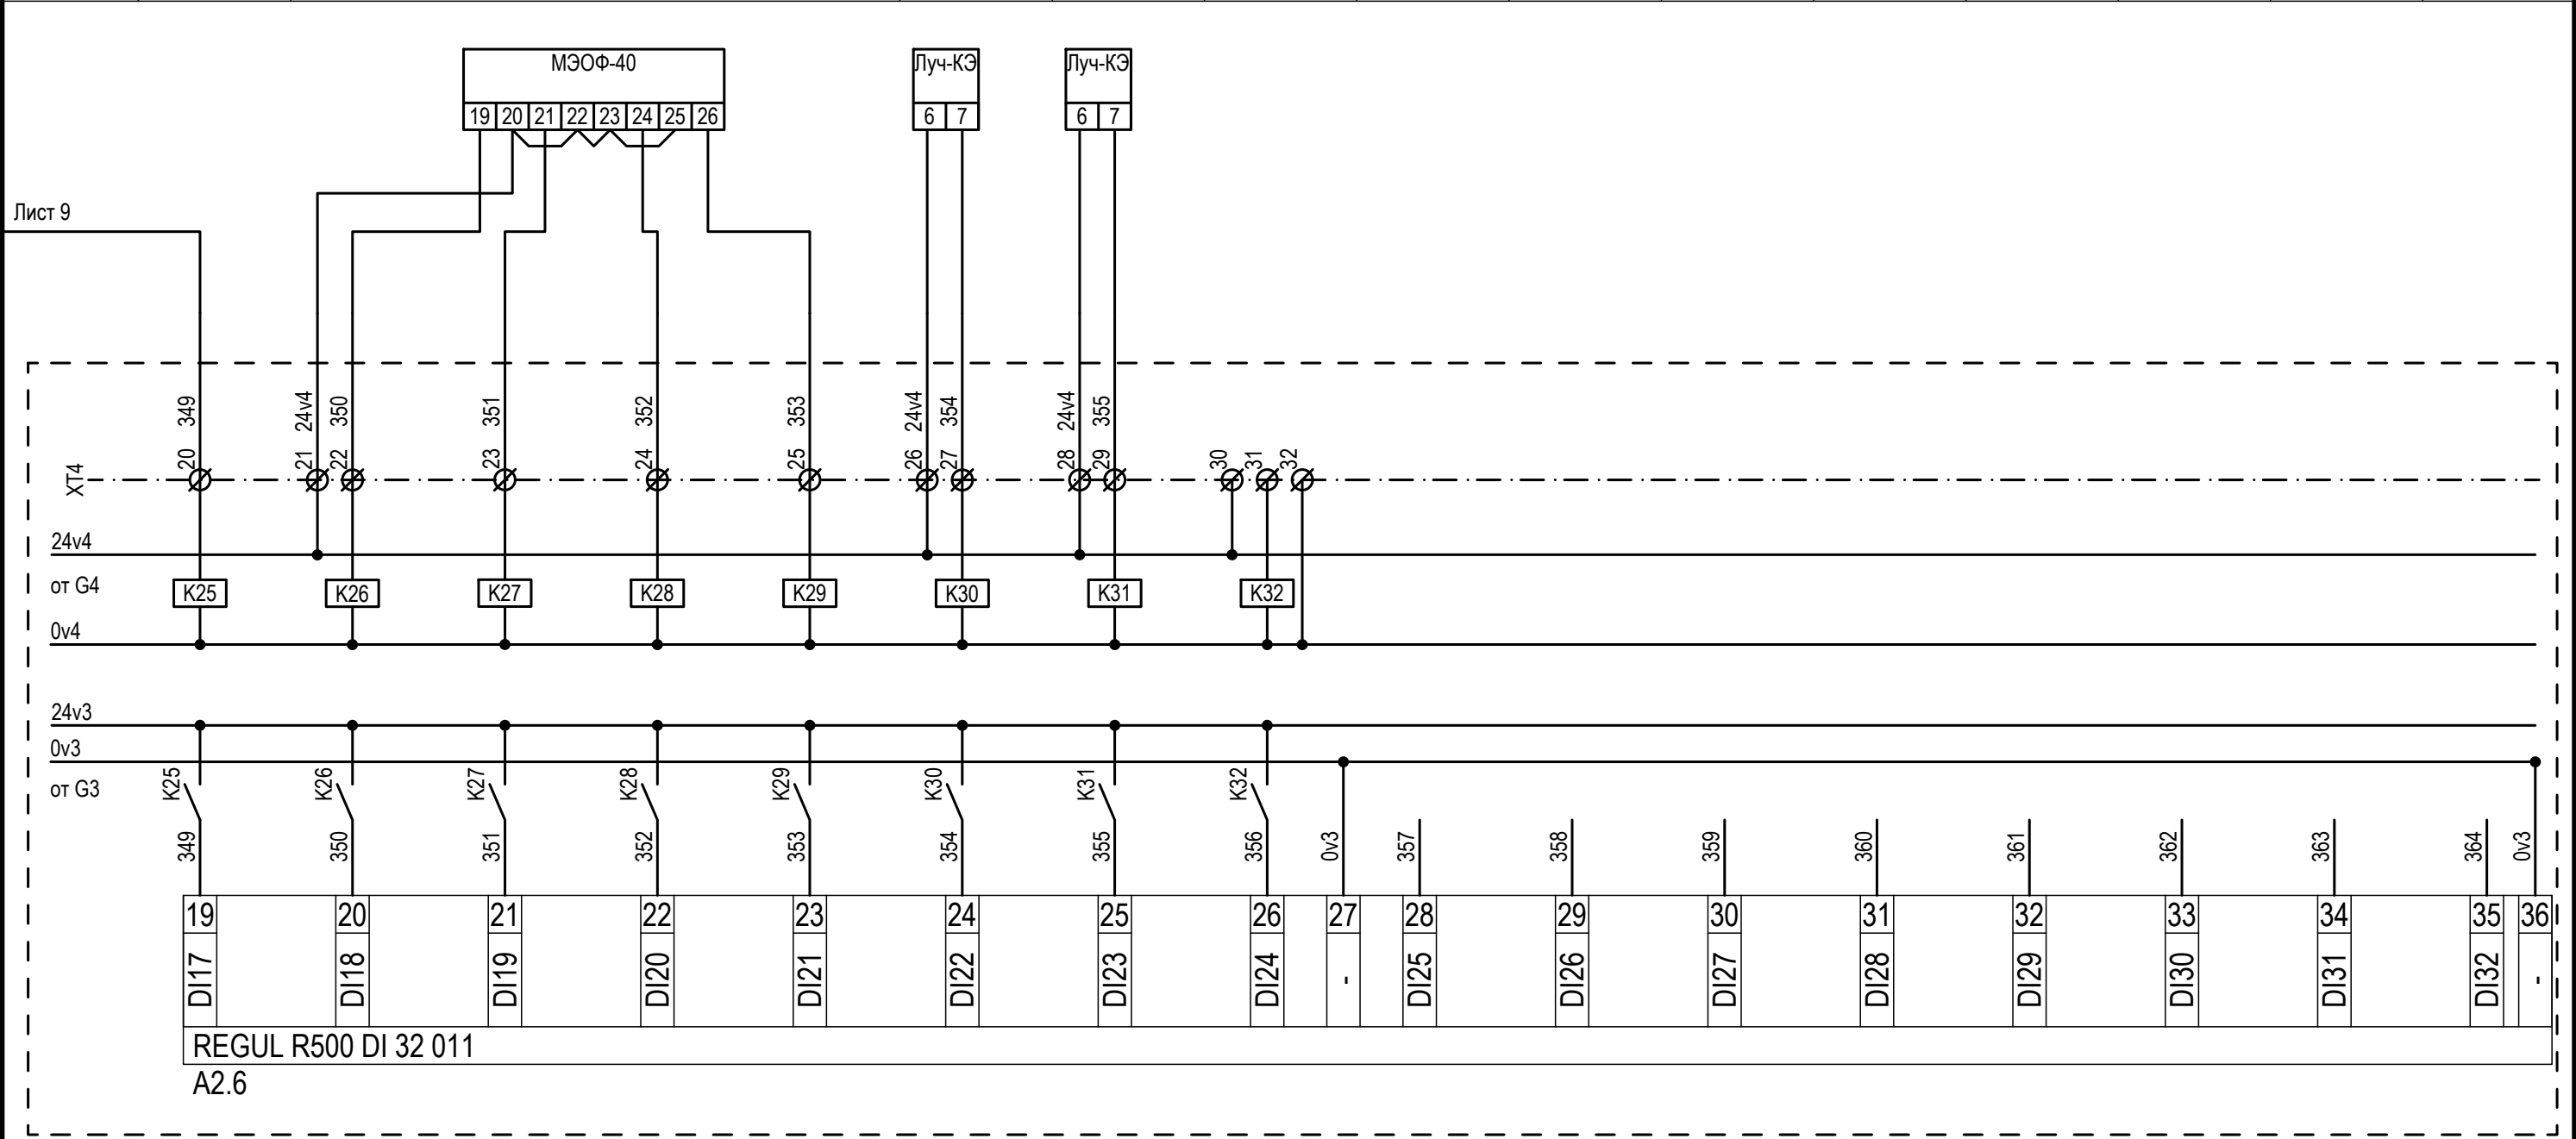 МЭОФ-40 Луч-КЭ Луч-КЭ
19 20 21 22 23 24 25 26 6 7 6 7
Лист 9
349 24v4 350 351 352 353 24v4 354 24v4 355
XT4 20 21 22 23 24 25 26 27 28 29 30 31 32
24v4
от G4 K25 K26 K27 K28 K29 K30 K31 K32
0v4
24v3
0v3
от G3 K25 K26 K27 K28 K29 K30 K31 K32
349 350 351 352 353 354 355 356 0v3 357 358 359 360 361 362 363 364 0v3
19 20 21 22 23 24 25 26 27 28 29 30 31 32 33 34 35 36
DI17 DI18 DI19 DI20 DI21 DI22 DI23 DI24 - DI25 DI26 DI27 DI28 DI29 DI30 DI31 DI32 -
REGUL R500 DI 32 011
A2.6